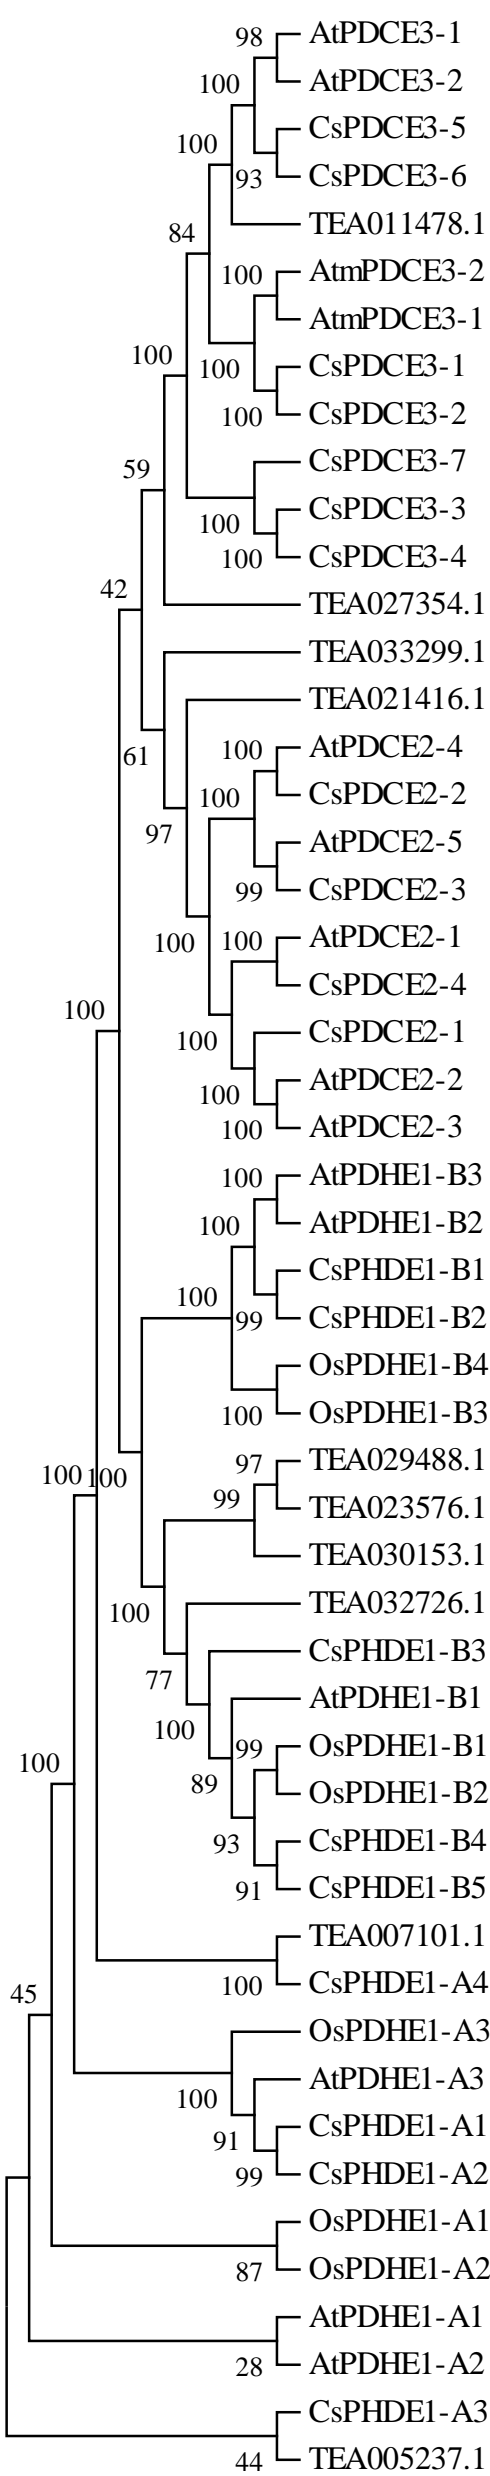 98 AtPDCE3-1
100 AtPDCE3-2
100 CsPDCE3-5
93 CsPDCE3-6
84 TEA011478.1
100 AtmPDCE3-2
AtmPDCE3-1
100 100 CsPDCE3-1
100 CsPDCE3-2
59 CsPDCE3-7
100 CsPDCE3-3
100 CsPDCE3-4
42 TEA027354.1
TEA033299.1
TEA021416.1
61 100 AtPDCE2-4
100 CsPDCE2-2
97 AtPDCE2-5
99 CsPDCE2-3
100 100 AtPDCE2-1
CsPDCE2-4
100 100 CsPDCE2-1
100 AtPDCE2-2
100 AtPDCE2-3
100 AtPDHE1-B3
100 AtPDHE1-B2
100 CsPHDE1-B1
99 CsPHDE1-B2
OsPDHE1-B4
100 OsPDHE1-B3
100 100 97 TEA029488.1
99 TEA023576.1
TEA030153.1
100 TEA032726.1
77 CsPHDE1-B3
100 AtPDHE1-B1
99 OsPDHE1-B1
100 89 OsPDHE1-B2
93 CsPHDE1-B4
91 CsPHDE1-B5
TEA007101.1
45 100 CsPHDE1-A4
OsPDHE1-A3
100 AtPDHE1-A3
91 CsPHDE1-A1
99 CsPHDE1-A2
OsPDHE1-A1
87 OsPDHE1-A2
AtPDHE1-A1
28 AtPDHE1-A2
CsPHDE1-A3
44 TEA005237.1